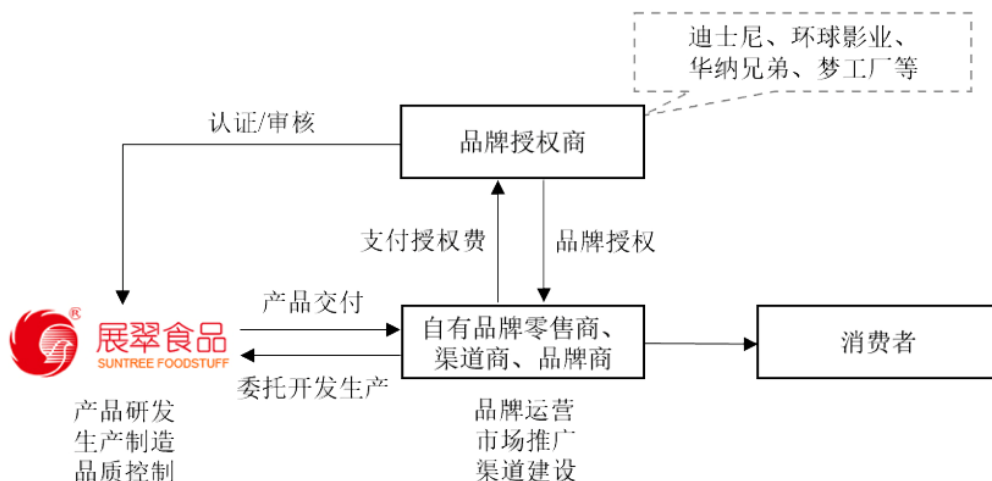 迪士尼、环球影业、
华纳兄弟、梦工厂等
认证/审核
品牌授权商
支付授权费
品牌授权
产品交付
®
展翠食品
SUNTREE FOODSTUFF
自有品牌零售商、
渠道商、品牌商
消费者
委托开发生产
产品研发
生产制造
品质控制
品牌运营
市场推广
渠道建设